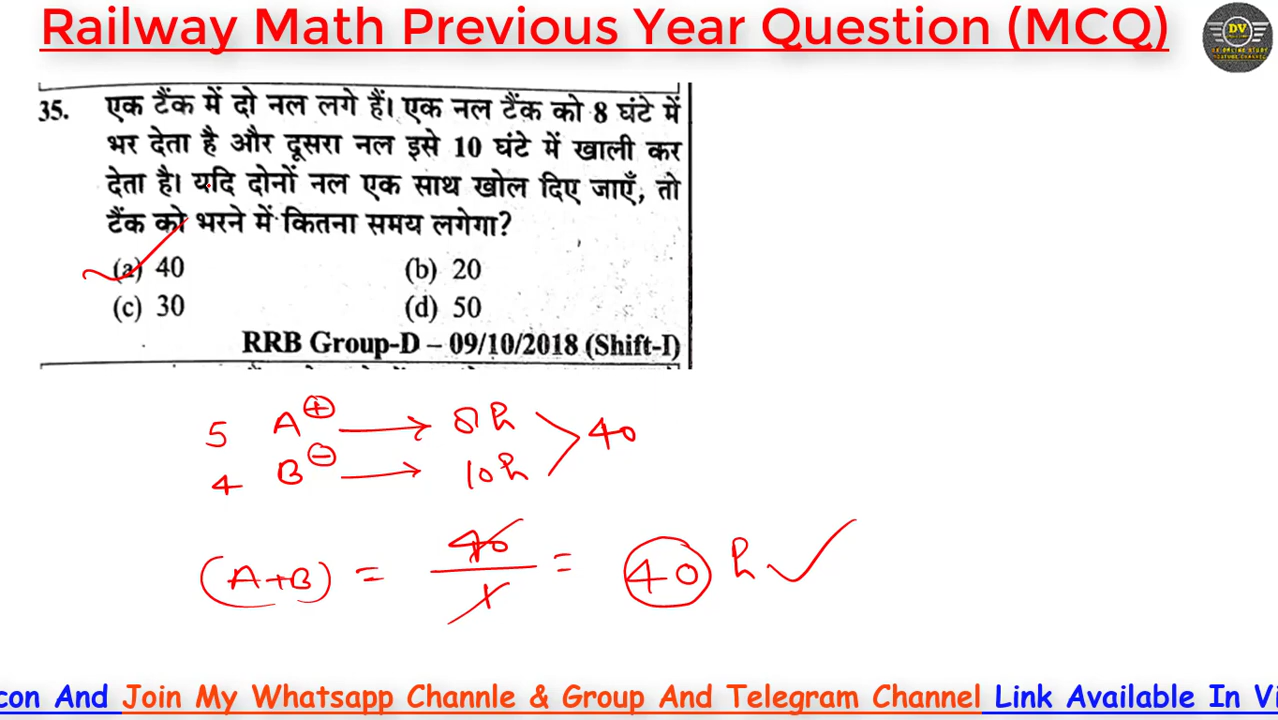 Railway Math Previous Year Question (MCQ)
DV
35. एक टैंक में दो नल लगे हैं। एक नल टैंक को 8 घंटे में
भर देता है और दूसरा नल इसे 10 घंटे में खाली कर
देता है। यदि दोनों नल एक साथ खोल दिए जाएँ, तो
टैंक को भरने में कितना समय लगेगा?
(a) 40 (b) 20
(c) 30 (d) 50
RRB Group-D – 09/10/2018 (Shift-I)
5 A⊕ → 8h
40
4 B⊖ → 10h
(A+B) = 40/1 = 40 h
con And Join My Whatsapp Channle & Group And Telegram Channel Link Available In Vi